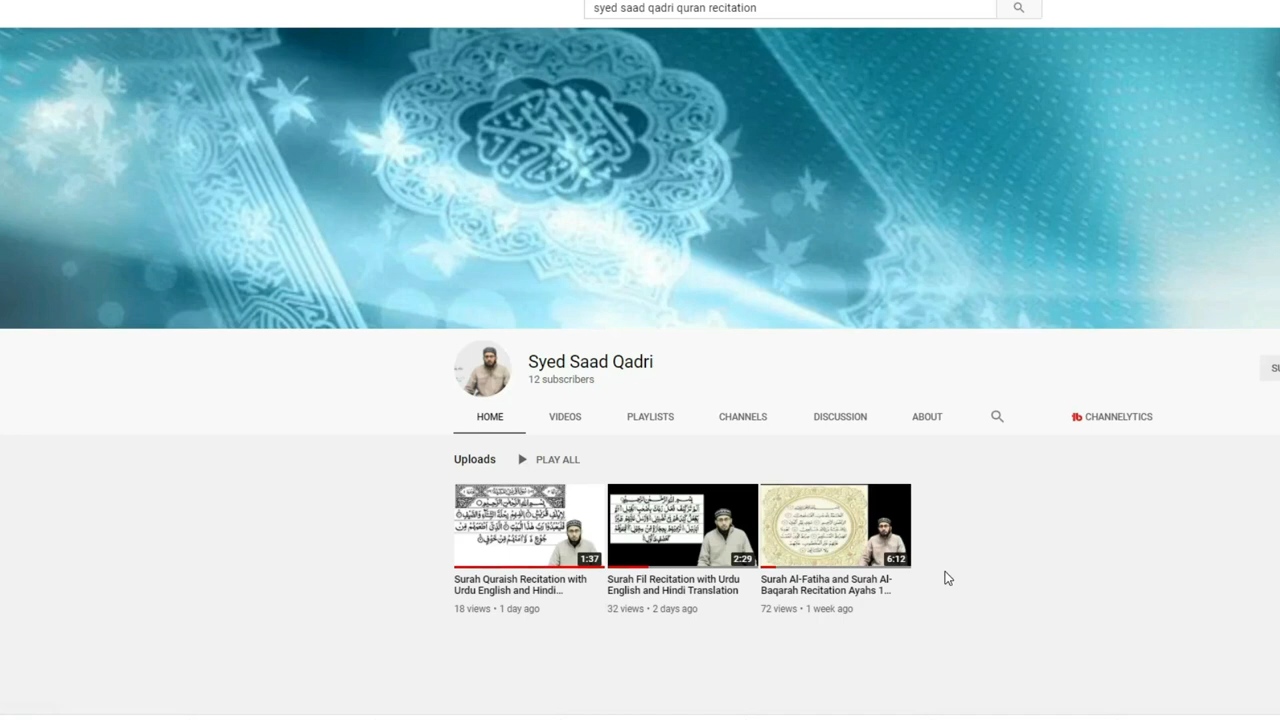 syed saad qadri quran recitation
Syed Saad Qadri
12 subscribers
HOME VIDEOS PLAYLISTS CHANNELS DISCUSSION ABOUT CHANNELYTICS
Uploads PLAY ALL
1:37 2:29 6:12
Surah Quraish Recitation with
Urdu English and Hindi...
18 views • 1 day ago
Surah Fil Recitation with Urdu
English and Hindi Translation
32 views • 2 days ago
Surah Al-Fatiha and Surah Al-
Baqarah Recitation Ayahs 1...
72 views • 1 week ago